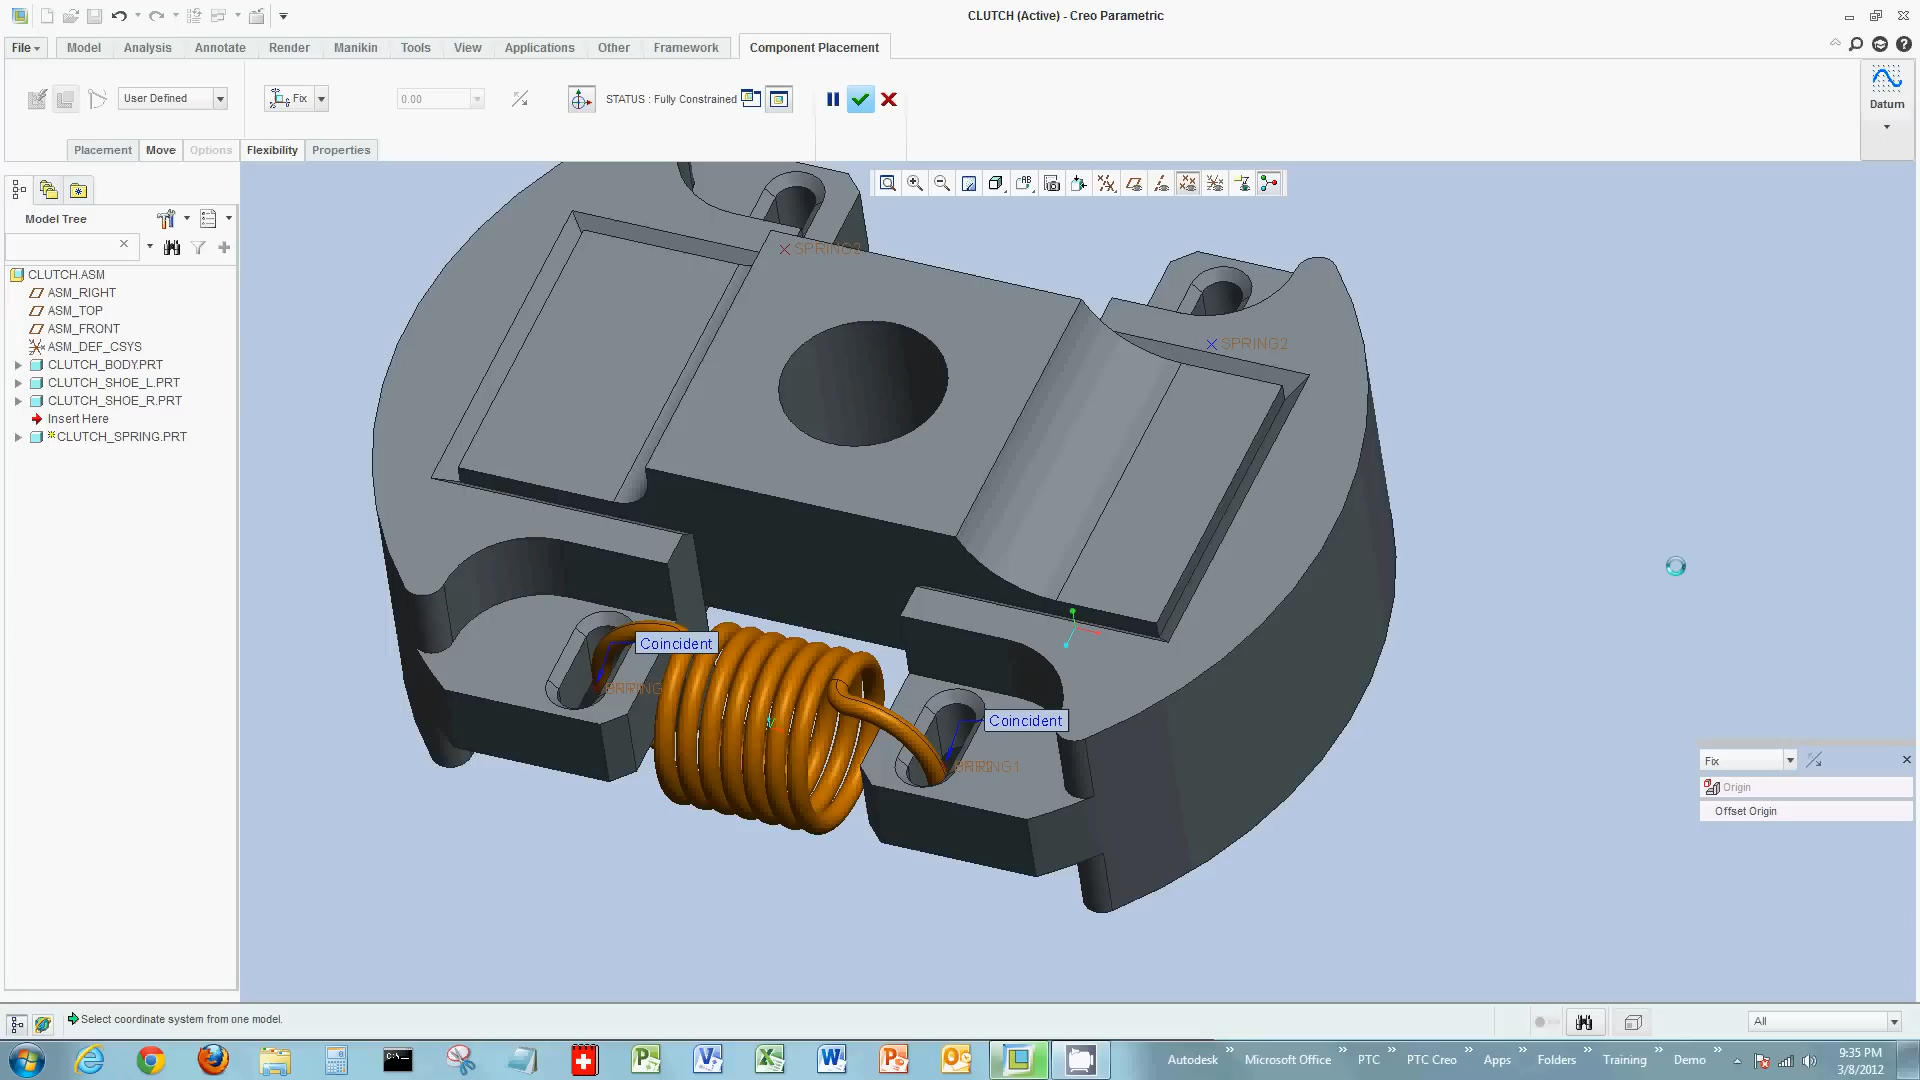 CLUTCH (Active) - Creo Parametric
File
Model
Analysis
Annotate
Render
Manikin
Tools
View
Applications
Other
Framework
Component Placement
User Defined
Fix
0.00
STATUS : Fully Constrained
Datum
Placement
Move
Options
Flexibility
Properties
Model Tree
CLUTCH.ASM
ASM_RIGHT
ASM_TOP
ASM_FRONT
ASM_DEF_CSYS
CLUTCH_BODY.PRT
CLUTCH_SHOE_L.PRT
CLUTCH_SHOE_R.PRT
Insert Here
CLUTCH_SPRING.PRT
SPRING2
SPRING2
Coincident
Coincident
Fix
Origin
Offset Origin
Select coordinate system from one model.
All
Autodesk
Microsoft Office
PTC
PTC Creo
Apps
Folders
Training
Demo
9:35 PM
3/8/2012